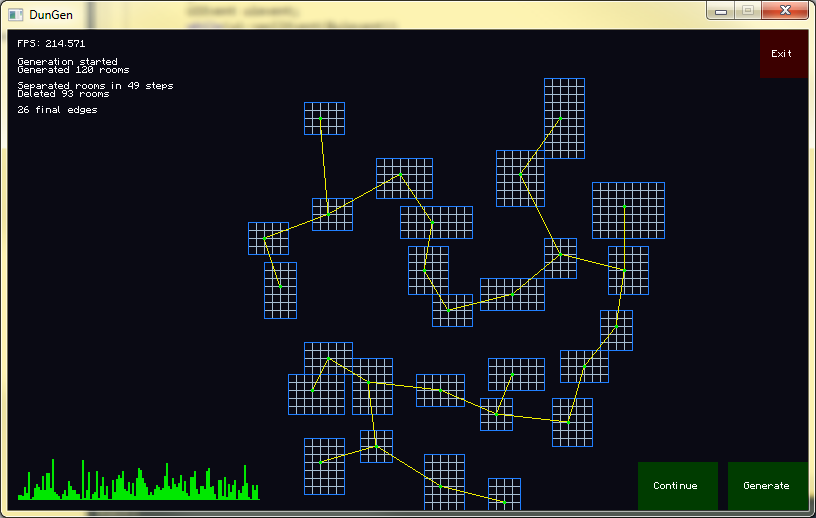 DunGen
FPS: 214.571
Exit
Generation started
Generated 120 rooms
Separated rooms in 49 steps
Deleted 93 rooms
26 final edges
Continue
Generate